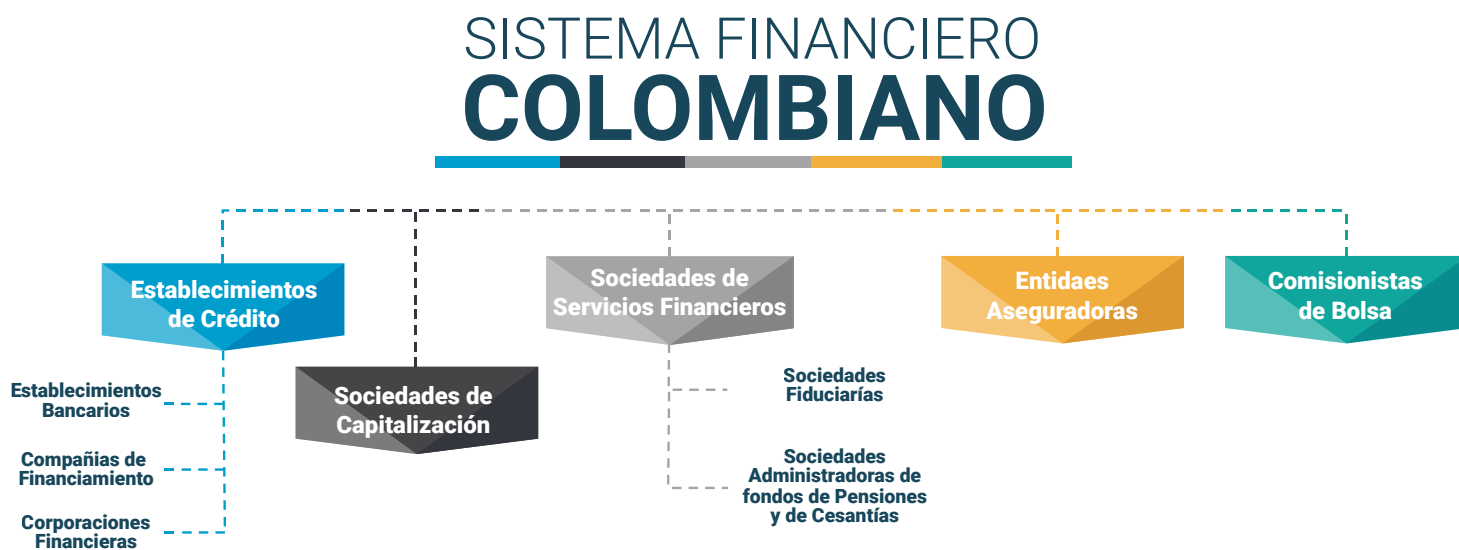 SISTEMA FINANCIERO
COLOMBIANO
Establecimientos
de Crédito
Establecimientos
Bancarios
Compañias de
Financiamiento
Corporaciones
Financieras
Sociedades de
Capitalización
Sociedades de
Servicios Financieros
Sociedades
Fiduciarías
Sociedades
Administradoras de
fondos de Pensiones
y de Cesantías
Entidaes
Aseguradoras
Comisionistas
de Bolsa